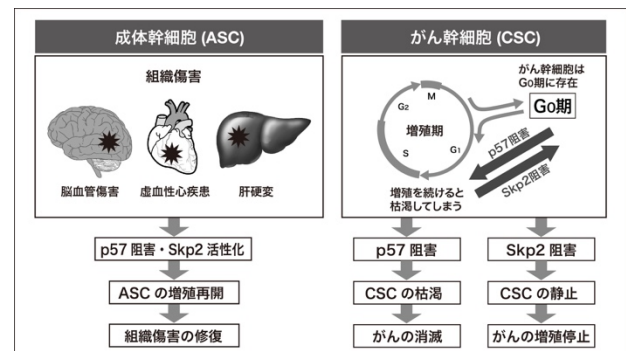 成体幹細胞 (ASC)
組織傷害
脳血管傷害
虚血性心疾患
肝硬変
p57 阻害・Skp2 活性化
ASC の増殖再開
組織傷害の修復
がん幹細胞 (CSC)
がん幹細胞は
G0期に存在
G0期
M
G2
増殖期
S
G1
p57阻害
Skp2阻害
増殖を続けると
枯渇してしまう
p57 阻害
CSC の枯渇
がんの消滅
Skp2 阻害
CSC の静止
がんの増殖停止